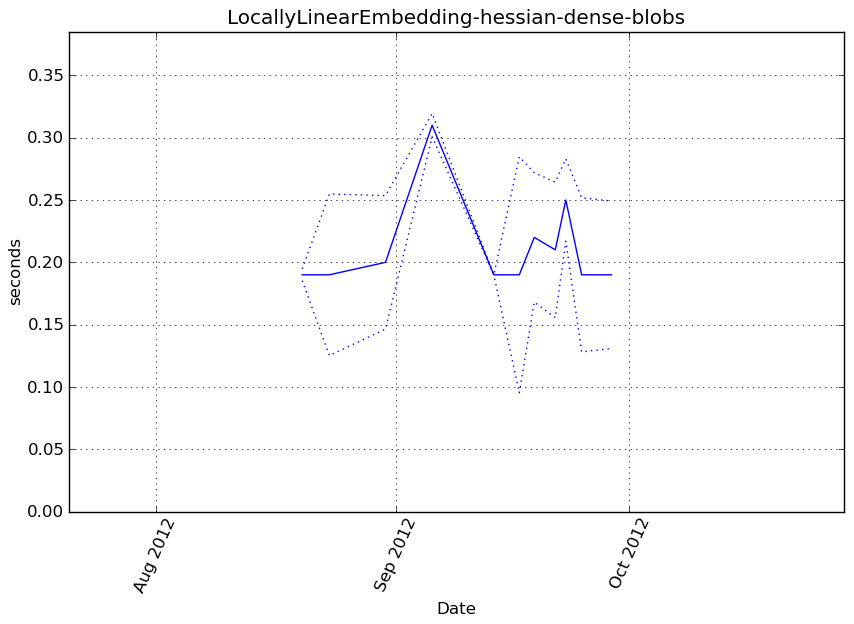 LocallyLinearEmbedding-hessian-dense-blobs
0.35
0.30
0.25
0.20
0.15
0.10
0.05
0.00
seconds
Aug 2012
Sep 2012
Oct 2012
Date